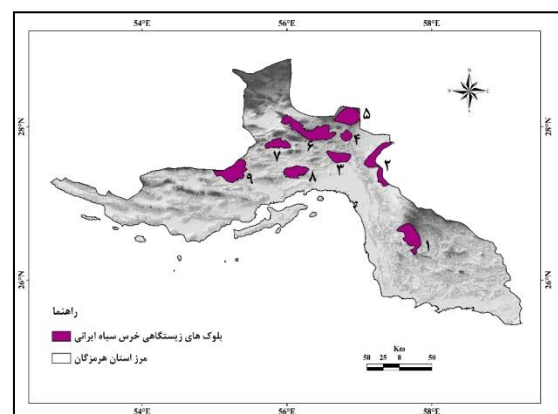 54°E 56°E 58°E
N
W E
S
28°N 28°N
26°N 26°N
۵
۴
۶
۲
۷
۳
۹
۸
۱
راهنما
بلوک های زیستگاهی خرس سیاه ایرانی
مرز استان هرمزگان
Km
50 25 0 50
54°E 56°E 58°E